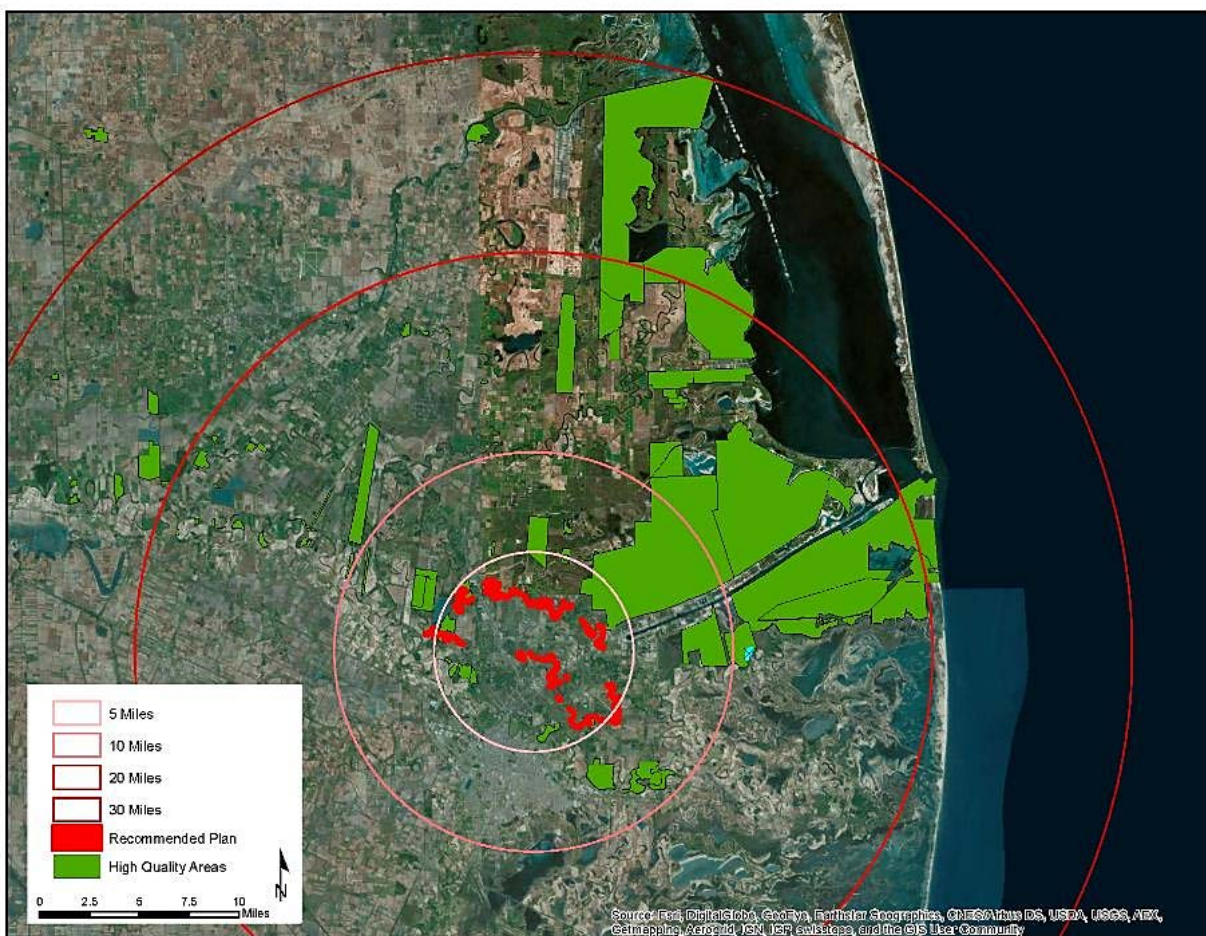 5 Miles
10 Miles
20 Miles
30 Miles
Recommended Plan
High Quality Areas
N
0 2.5 5 10
Miles
Source: Esri, DigitalGlobe, GeoEye, Earthstar Geographics, CNES/Airbus DS, USDA, USGS, AEX,
Getmapping, Aerogrid, IGN, IGP, swisstopo, and the GIS User Community